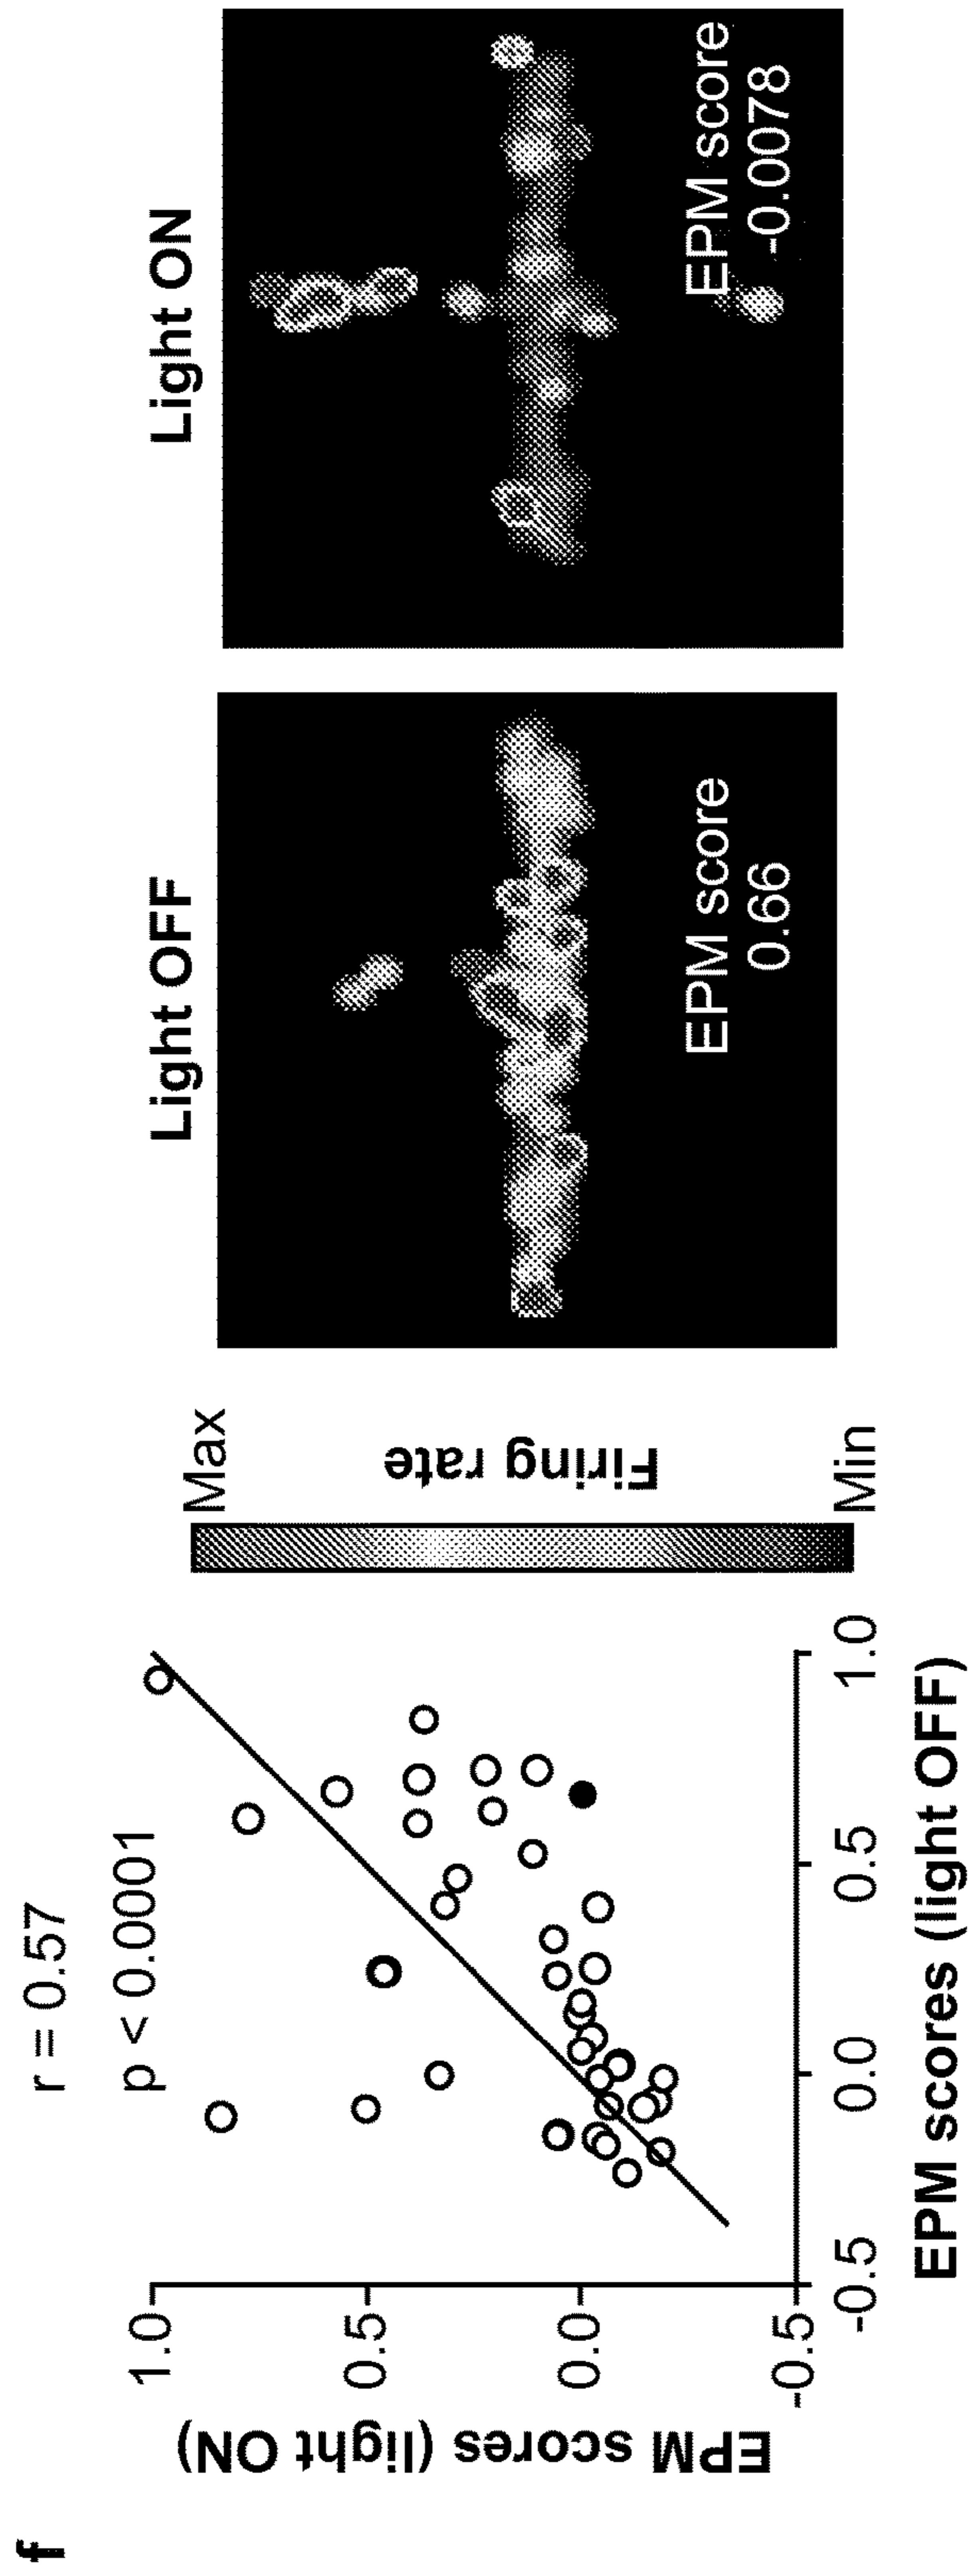 f
r = 0.57
p < 0.0001
EPM scores (light ON)
1.0
0.5
0.0
-0.5
-0.5
0.0
0.5
1.0
EPM scores (light OFF)
Max
Firing rate
Min
Light OFF
EPM score
0.66
Light ON
EPM score
-0.0078